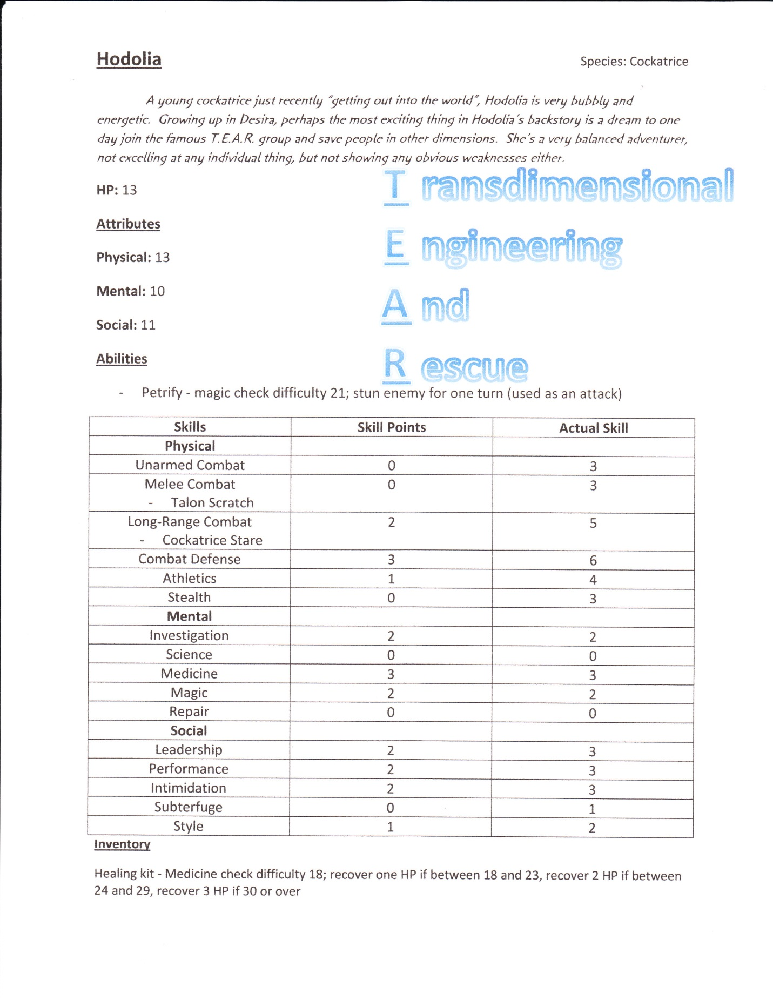 Hodolia Species: Cockatrice
A young cockatrice just recently “getting out into the world”, Hodolia is very bubbly and
energetic. Growing up in Desira, perhaps the most exciting thing in Hodolia’s backstory is a dream to one
day join the famous T.E.A.R. group and save people in other dimensions. She’s a very balanced adventurer,
not excelling at any individual thing, but not showing any obvious weaknesses either.
T ransdimensional
HP: 13
Attributes
E ngineering
Physical: 13
Mental: 10
A nd
Social: 11
Abilities
R escue
- Petrify - magic check difficulty 21; stun enemy for one turn (used as an attack)
Skills Skill Points Actual Skill
Physical
Unarmed Combat 0 3
Melee Combat 0 3
- Talon Scratch
Long-Range Combat 2 5
- Cockatrice Stare
Combat Defense 3 6
Athletics 1 4
Stealth 0 3
Mental
Investigation 2 2
Science 0 0
Medicine 3 3
Magic 2 2
Repair 0 0
Social
Leadership 2 3
Performance 2 3
Intimidation 2 3
Subterfuge 0 1
Style 1 2
Inventory
Healing kit - Medicine check difficulty 18; recover one HP if between 18 and 23, recover 2 HP if between
24 and 29, recover 3 HP if 30 or over